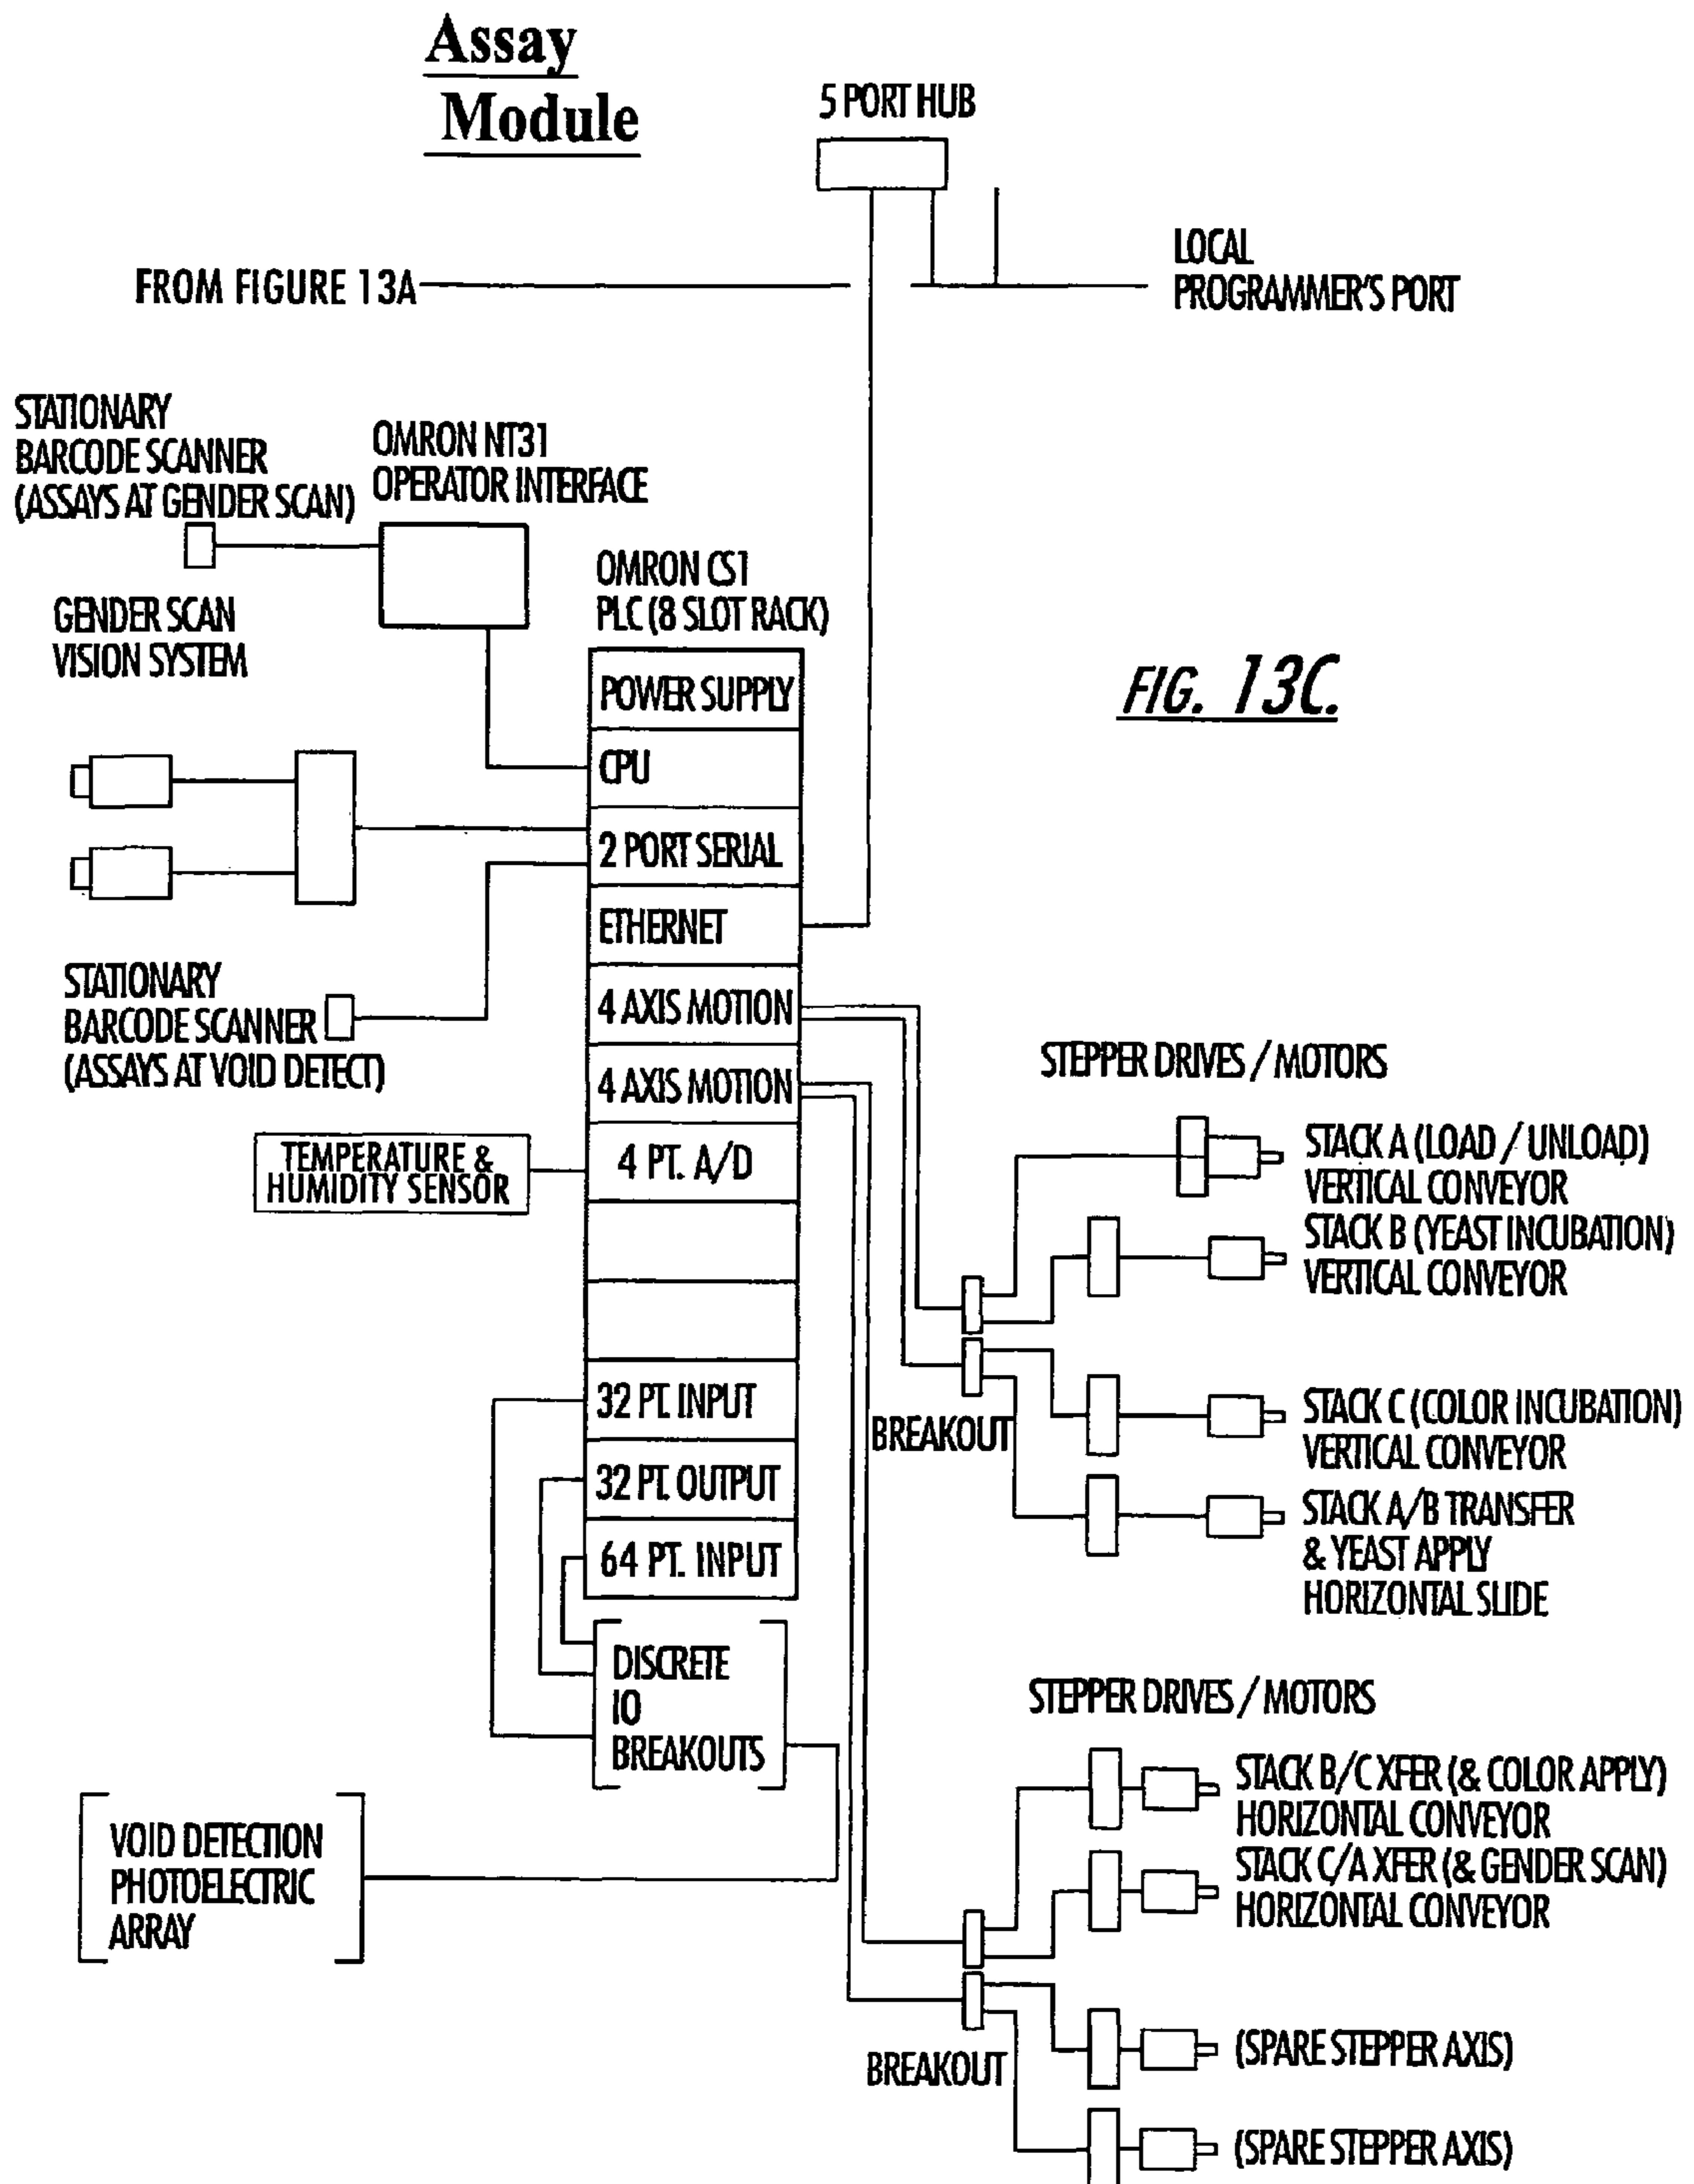 Assay
Module
5 PORT HUB
FROM FIGURE 13A
LOCAL
PROGRAMMER'S PORT
STATIONARY
BARCODE SCANNER
(ASSAYS AT GENDER SCAN)
OMRON NT31
OPERATOR INTERFACE
GENDER SCAN
VISION SYSTEM
OMRON CS1
PLC (8 SLOT RACK)
FIG. 13C.
POWER SUPPLY
CPU
2 PORT SERIAL
ETHERNET
4 AXIS MOTION
4 AXIS MOTION
4 PT. A/D
32 PT. INPUT
32 PT. OUTPUT
64 PT. INPUT
STATIONARY
BARCODE SCANNER
(ASSAYS AT VOID DETECT)
TEMPERATURE &
HUMIDITY SENSOR
DISCRETE
IO
BREAKOUTS
VOID DETECTION
PHOTOELECTRIC
ARRAY
STEPPER DRIVES / MOTORS
STACK A (LOAD / UNLOAD)
VERTICAL CONVEYOR
STACK B (YEAST INCUBATION)
VERTICAL CONVEYOR
BREAKOUT
STACK C (COLOR INCUBATION)
VERTICAL CONVEYOR
STACK A/B TRANSFER
& YEAST APPLY
HORIZONTAL SLIDE
STEPPER DRIVES / MOTORS
STACK B/C XFER (& COLOR APPLY)
HORIZONTAL CONVEYOR
STACK C/A XFER (& GENDER SCAN)
HORIZONTAL CONVEYOR
BREAKOUT
(SPARE STEPPER AXIS)
(SPARE STEPPER AXIS)